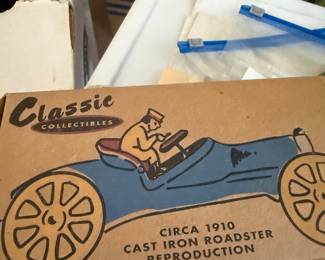 Classic
COLLECTIBLES
CIRCA 1910
CAST IRON ROADSTER
REPRODUCTION